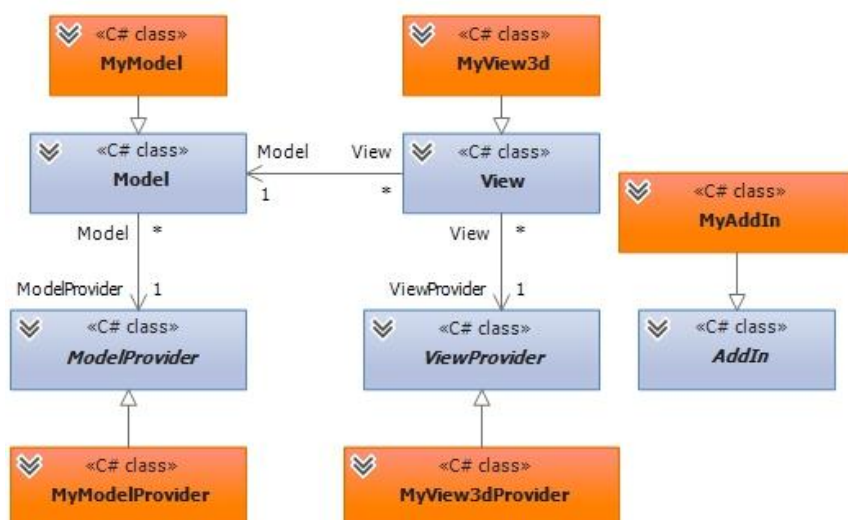 «C# class»
MyModel
«C# class»
MyView3d
«C# class»
Model
Model View
1 *
«C# class»
View
«C# class»
MyAddIn
Model *
ModelProvider 1
View *
ViewProvider 1
«C# class»
ModelProvider
«C# class»
ViewProvider
«C# class»
AddIn
«C# class»
MyModelProvider
«C# class»
MyView3dProvider